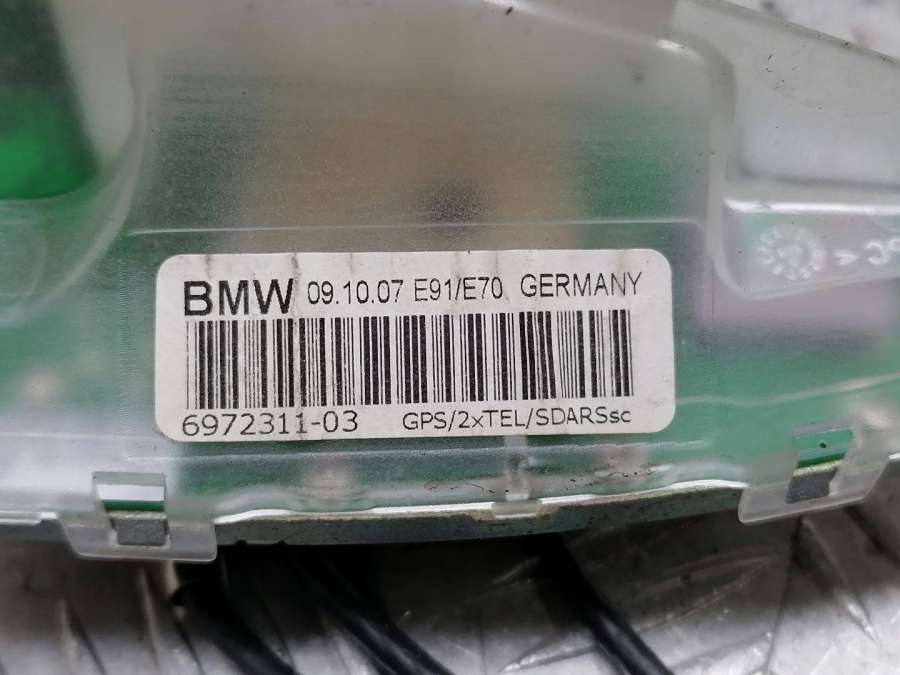 BMW 09.10.07 E91/E70 GERMANY
6972311-03 GPS/2xTEL/SDARSsc